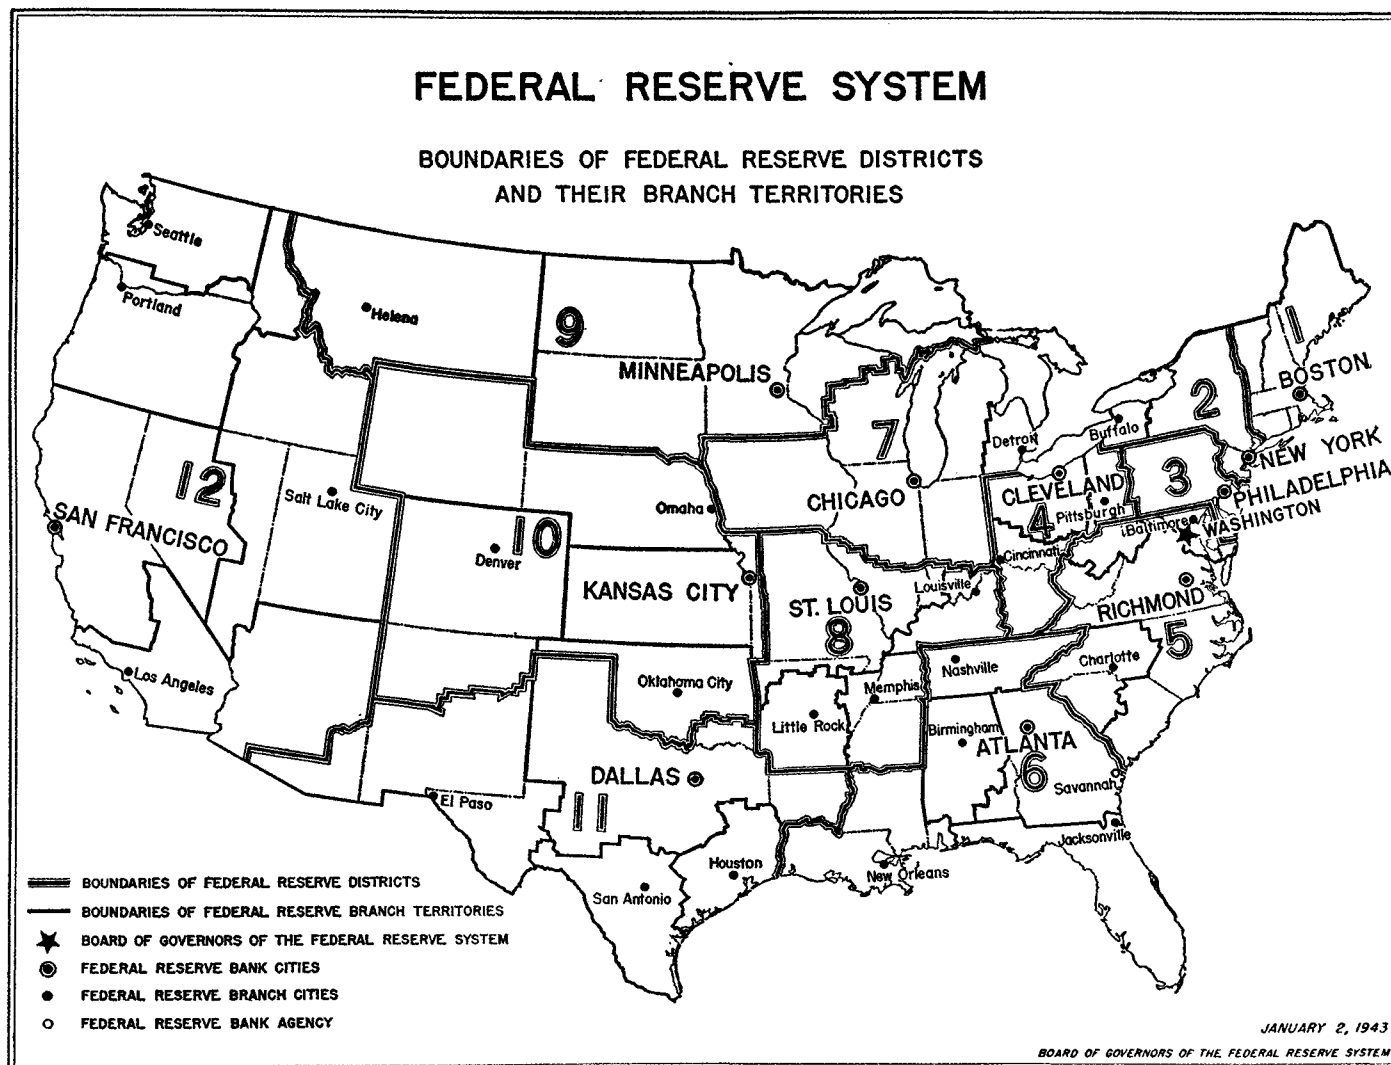 FEDERAL RESERVE SYSTEM
BOUNDARIES OF FEDERAL RESERVE DISTRICTS
AND THEIR BRANCH TERRITORIES
Seattle
Portland
Helena
9
MINNEAPOLIS
1
BOSTON
2
Buffalo
7
Detroit
NEW YORK
3
PHILADELPHIA
CLEVELAND
4
Pittsburgh
CHICAGO
12
Salt Lake City
SAN FRANCISCO
Omaha
10
Denver
Baltimore
WASHINGTON
Cincinnati
KANSAS CITY
ST. LOUIS
8
Louisville
RICHMOND
5
Los Angeles
Oklahoma City
Nashville
Charlotte
Memphis
Little Rock
Birmingham
ATLANTA
6
Savannah
DALLAS
11
El Paso
Jacksonville
Houston
New Orleans
San Antonio
BOUNDARIES OF FEDERAL RESERVE DISTRICTS
BOUNDARIES OF FEDERAL RESERVE BRANCH TERRITORIES
BOARD OF GOVERNORS OF THE FEDERAL RESERVE SYSTEM
FEDERAL RESERVE BANK CITIES
FEDERAL RESERVE BRANCH CITIES
FEDERAL RESERVE BANK AGENCY
JANUARY 2, 1943
BOARD OF GOVERNORS OF THE FEDERAL RESERVE SYSTEM